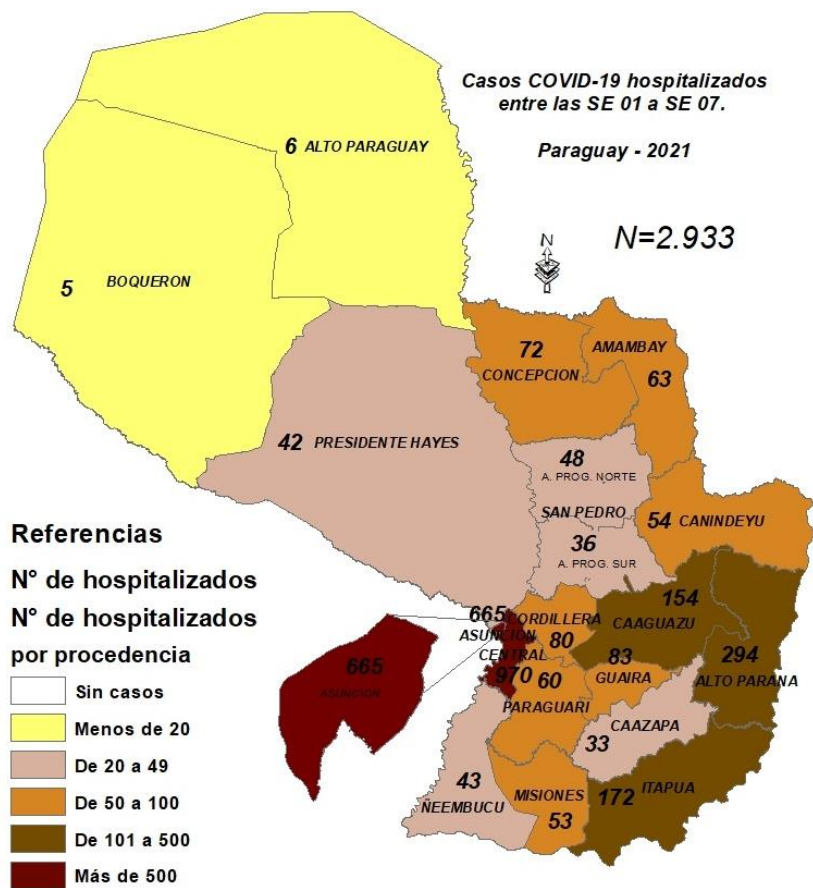 Casos COVID-19 hospitalizados
entre las SE 01 a SE 07.
Paraguay - 2021
N
N=2.933
6 ALTO PARAGUAY
5 BOQUERON
72
CONCEPCION
AMAMBAY
63
42 PRESIDENTE HAYES
48
A. PROG. NORTE
SAN PEDRO
36
A. PROG. SUR
54 CANINDEYU
665
ASUNCION
CORDILLERA
80
CENTRAL
970
154
CAAGUAZU
83
GUAIRA
294
ALTO PARANA
60
PARAGUARI
CAAZAPA
33
43
ÑEEMBUCU
MISIONES
53
172 ITAPUA
665
ASUNCION
Referencias
N° de hospitalizados
N° de hospitalizados
por procedencia
Sin casos
Menos de 20
De 20 a 49
De 50 a 100
De 101 a 500
Más de 500